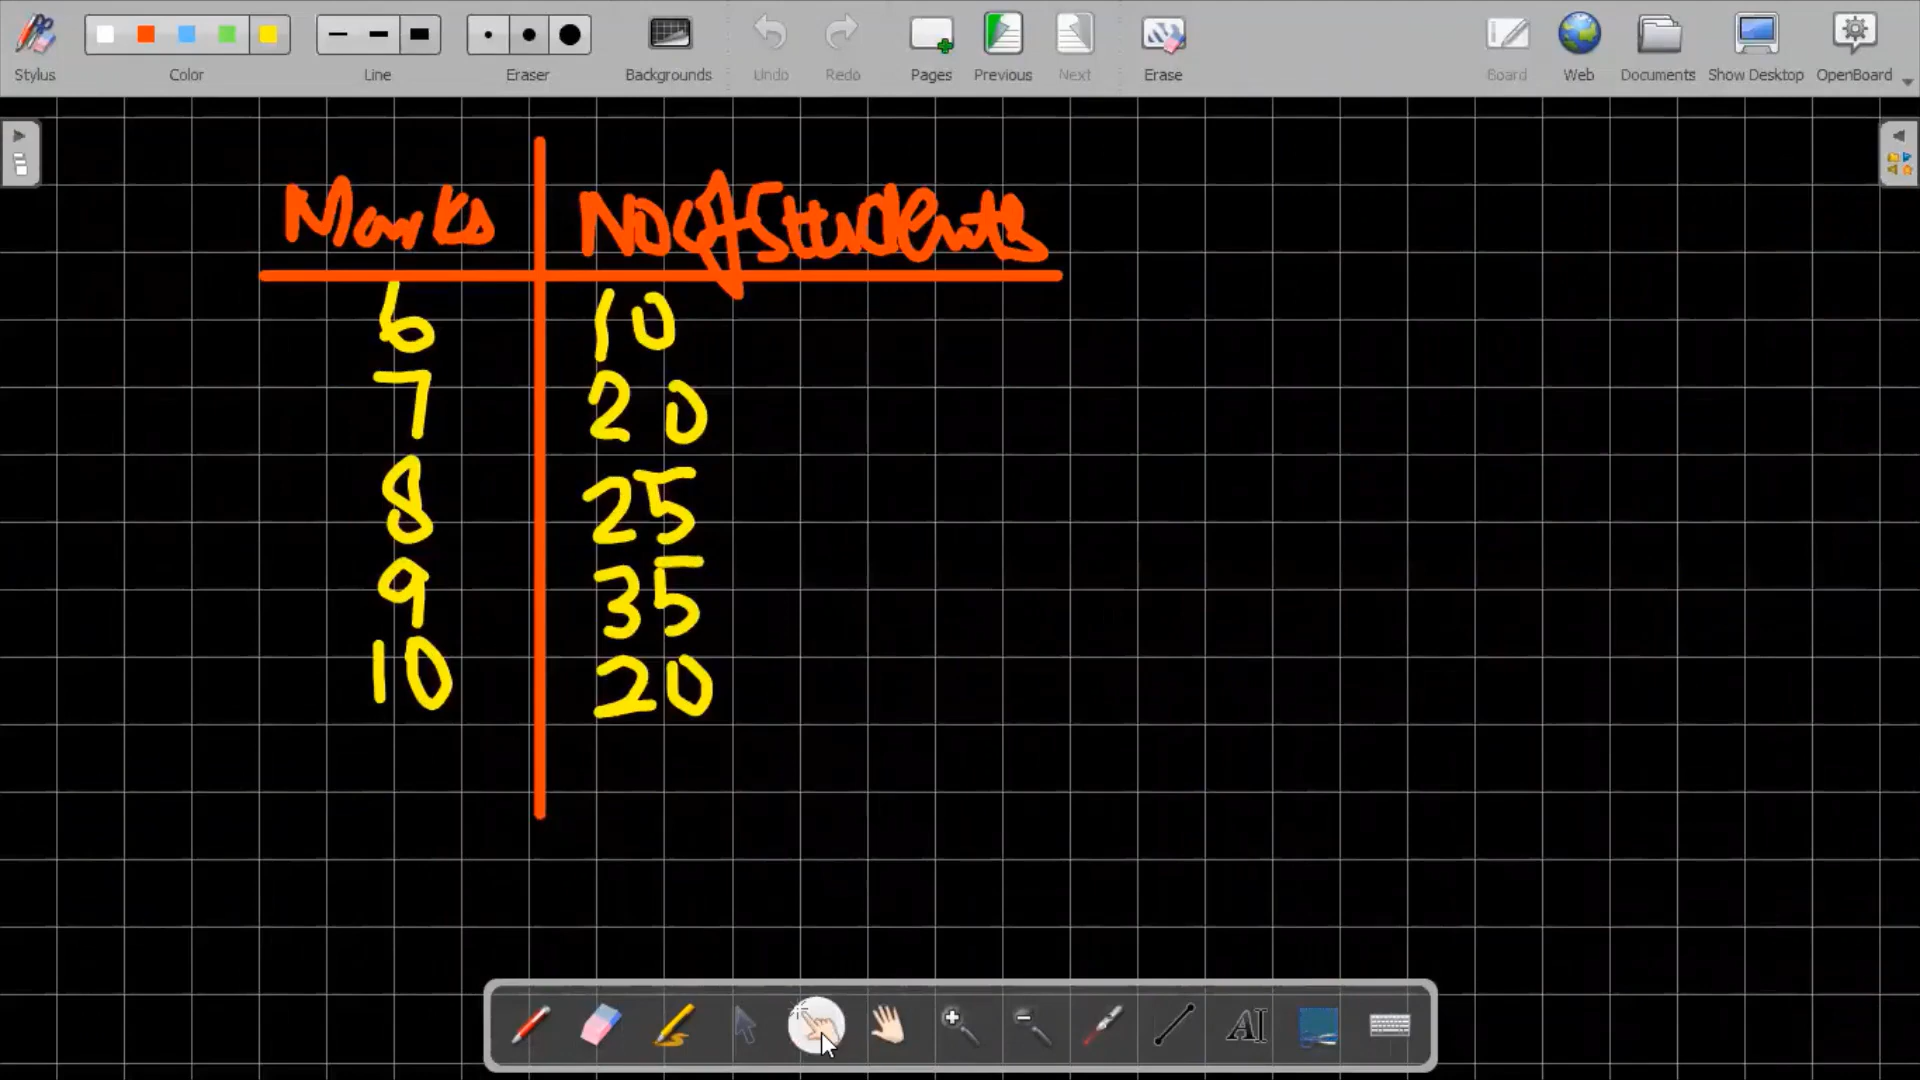 Stylus Color Line Eraser Backgrounds Undo Redo Pages Previous Next Erase Board Web Documents Show Desktop OpenBoard
Marks No of Students
6 10
7 20
8 25
9 35
10 20
AI